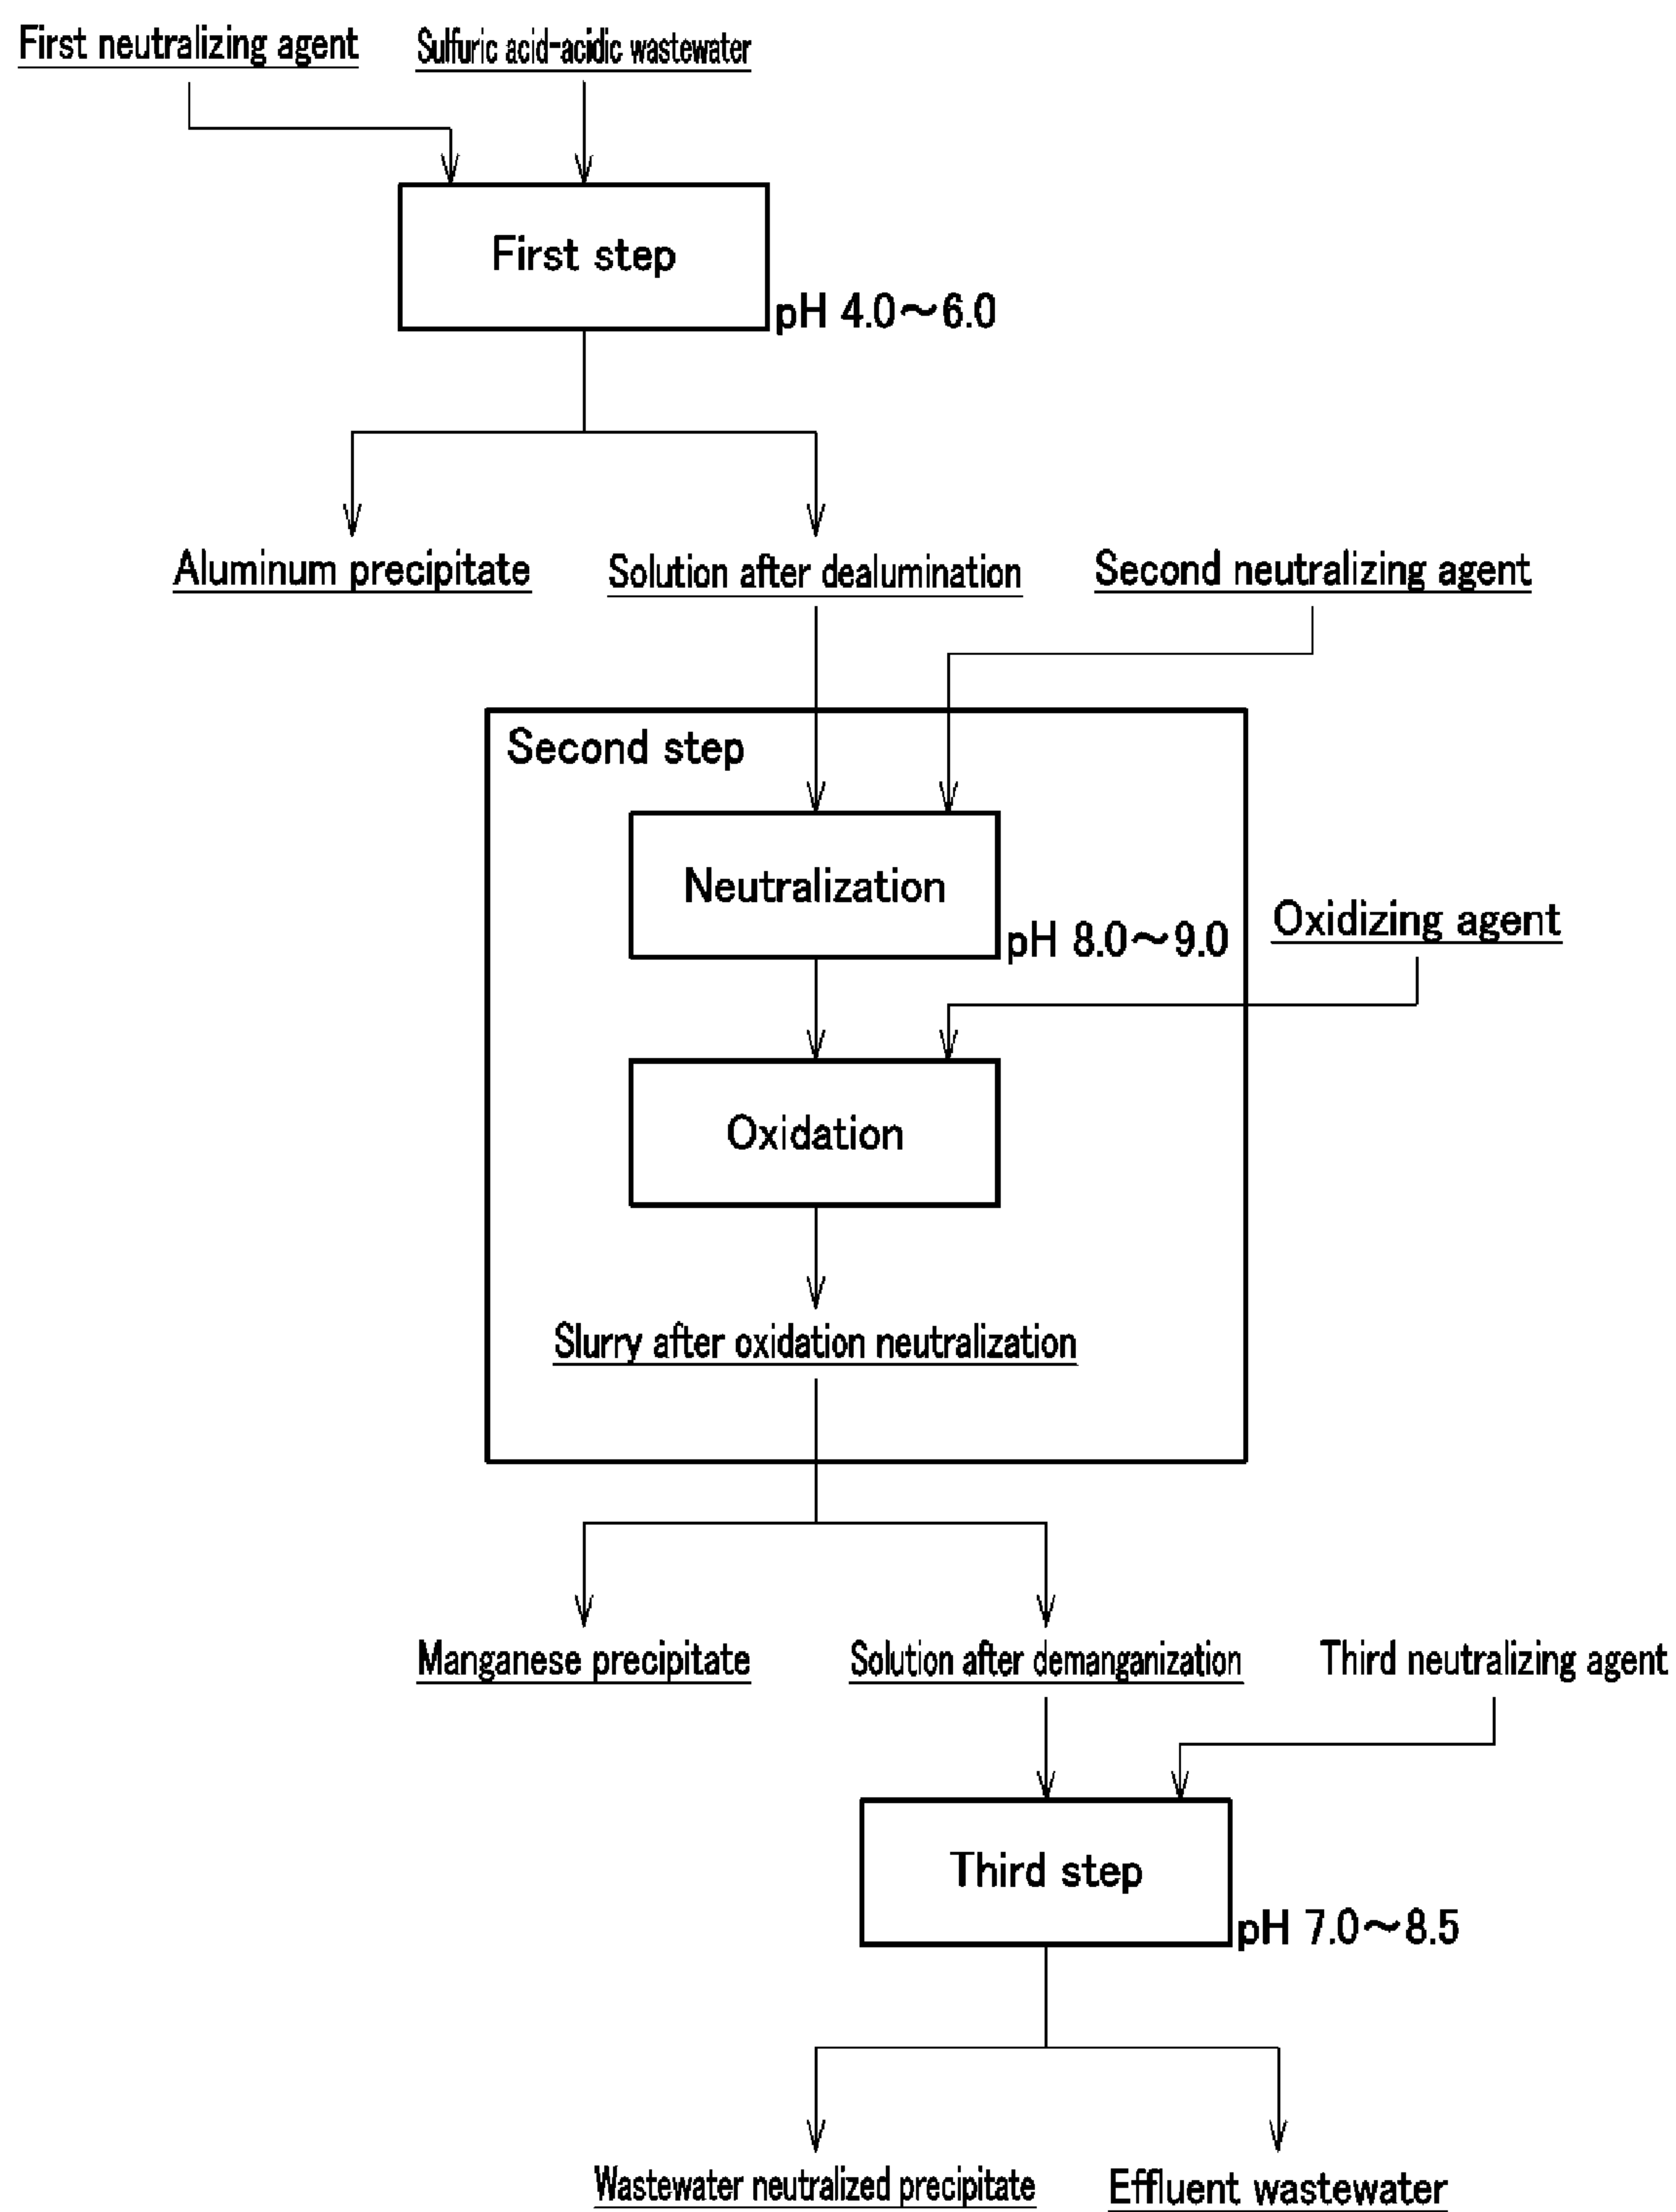 First neutralizing agent
Sulfuric acid-acidic wastewater
First step
pH 4.0～6.0
Aluminum precipitate
Solution after dealumination
Second neutralizing agent
Second step
Neutralization
pH 8.0～9.0
Oxidizing agent
Oxidation
Slurry after oxidation neutralization
Manganese precipitate
Solution after demanganization
Third neutralizing agent
Third step
pH 7.0～8.5
Wastewater neutralized precipitate
Effluent wastewater